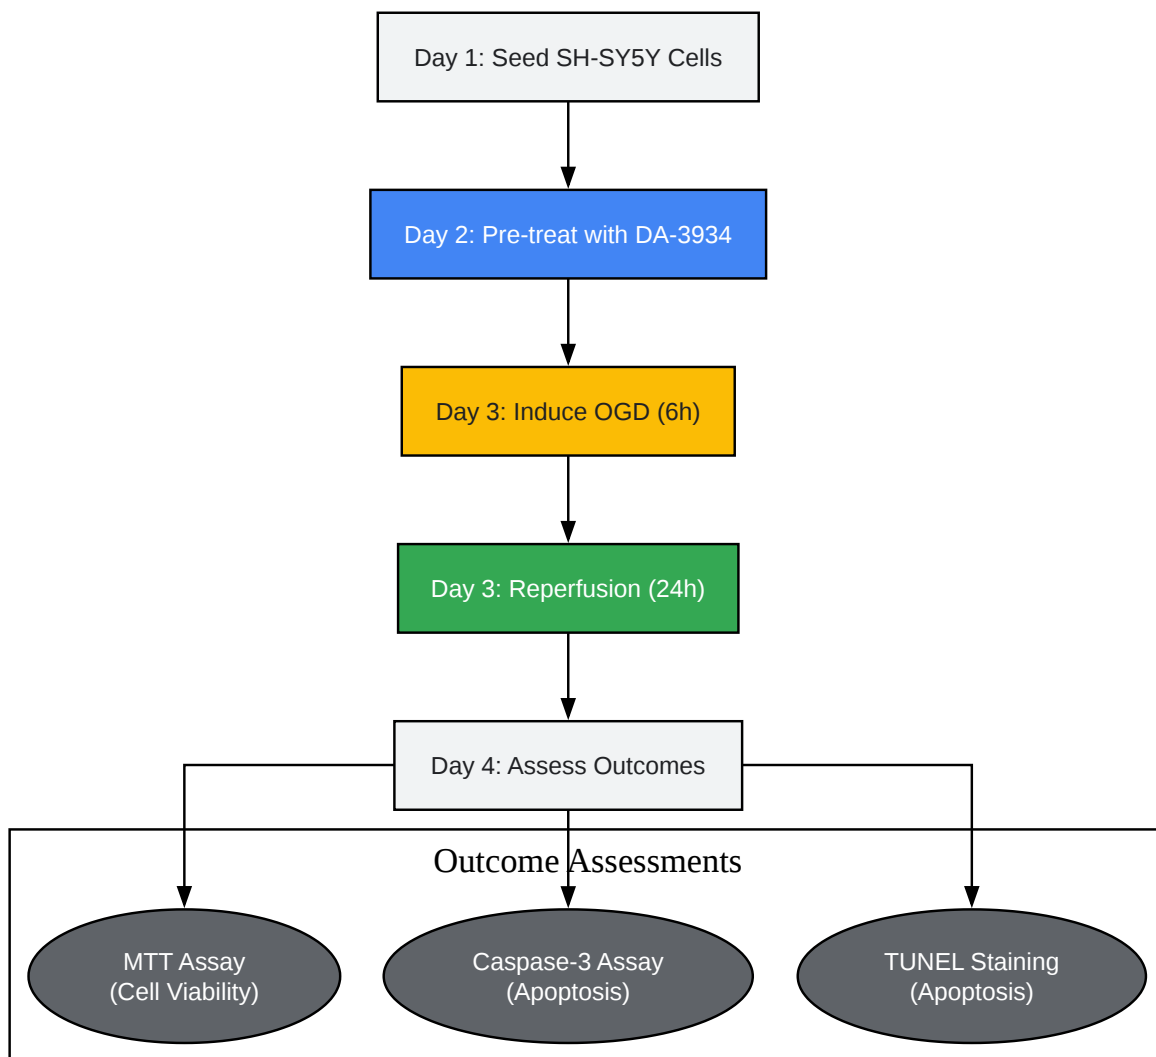 Day 1: Seed SH-SY5Y Cells
Day 2: Pre-treat with DA-3934
Day 3: Induce OGD (6h)
Day 3: Reperfusion (24h)
Day 4: Assess Outcomes
Outcome Assessments
MTT Assay
(Cell Viability)
Caspase-3 Assay
(Apoptosis)
TUNEL Staining
(Apoptosis)